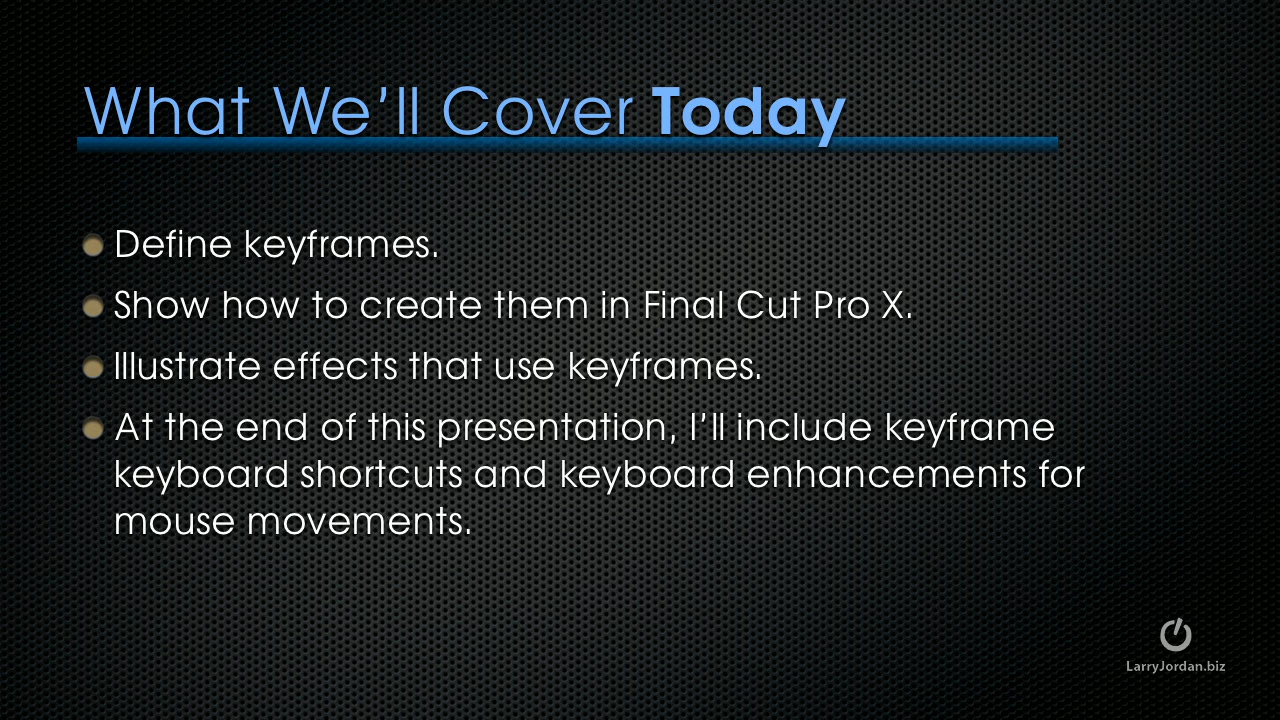 What We’ll Cover Today
Define keyframes.
Show how to create them in Final Cut Pro X.
Illustrate effects that use keyframes.
At the end of this presentation, I’ll include keyframe
keyboard shortcuts and keyboard enhancements for
mouse movements.
LarryJordan.biz